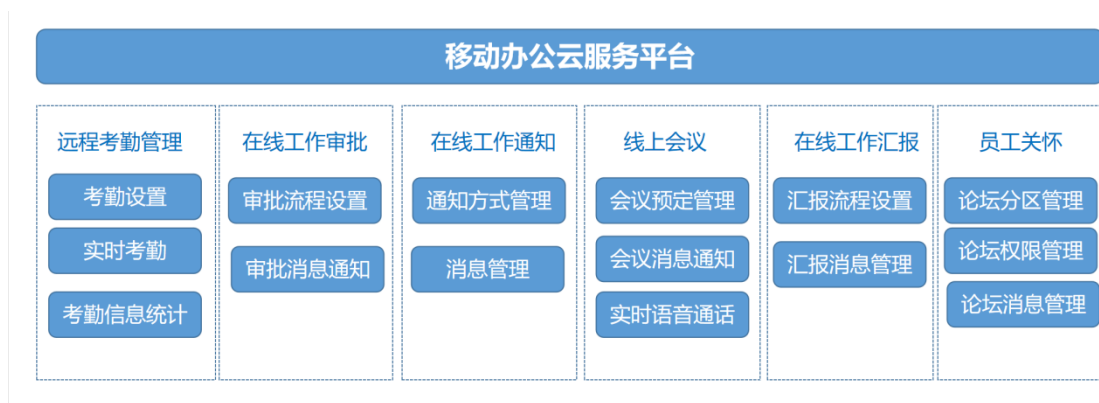 移动办公云服务平台
远程考勤管理
考勤设置
实时考勤
考勤信息统计
在线工作审批
审批流程设置
审批消息通知
在线工作通知
通知方式管理
消息管理
线上会议
会议预定管理
会议消息通知
实时语音通话
在线工作汇报
汇报流程设置
汇报消息管理
员工关怀
论坛分区管理
论坛权限管理
论坛消息管理